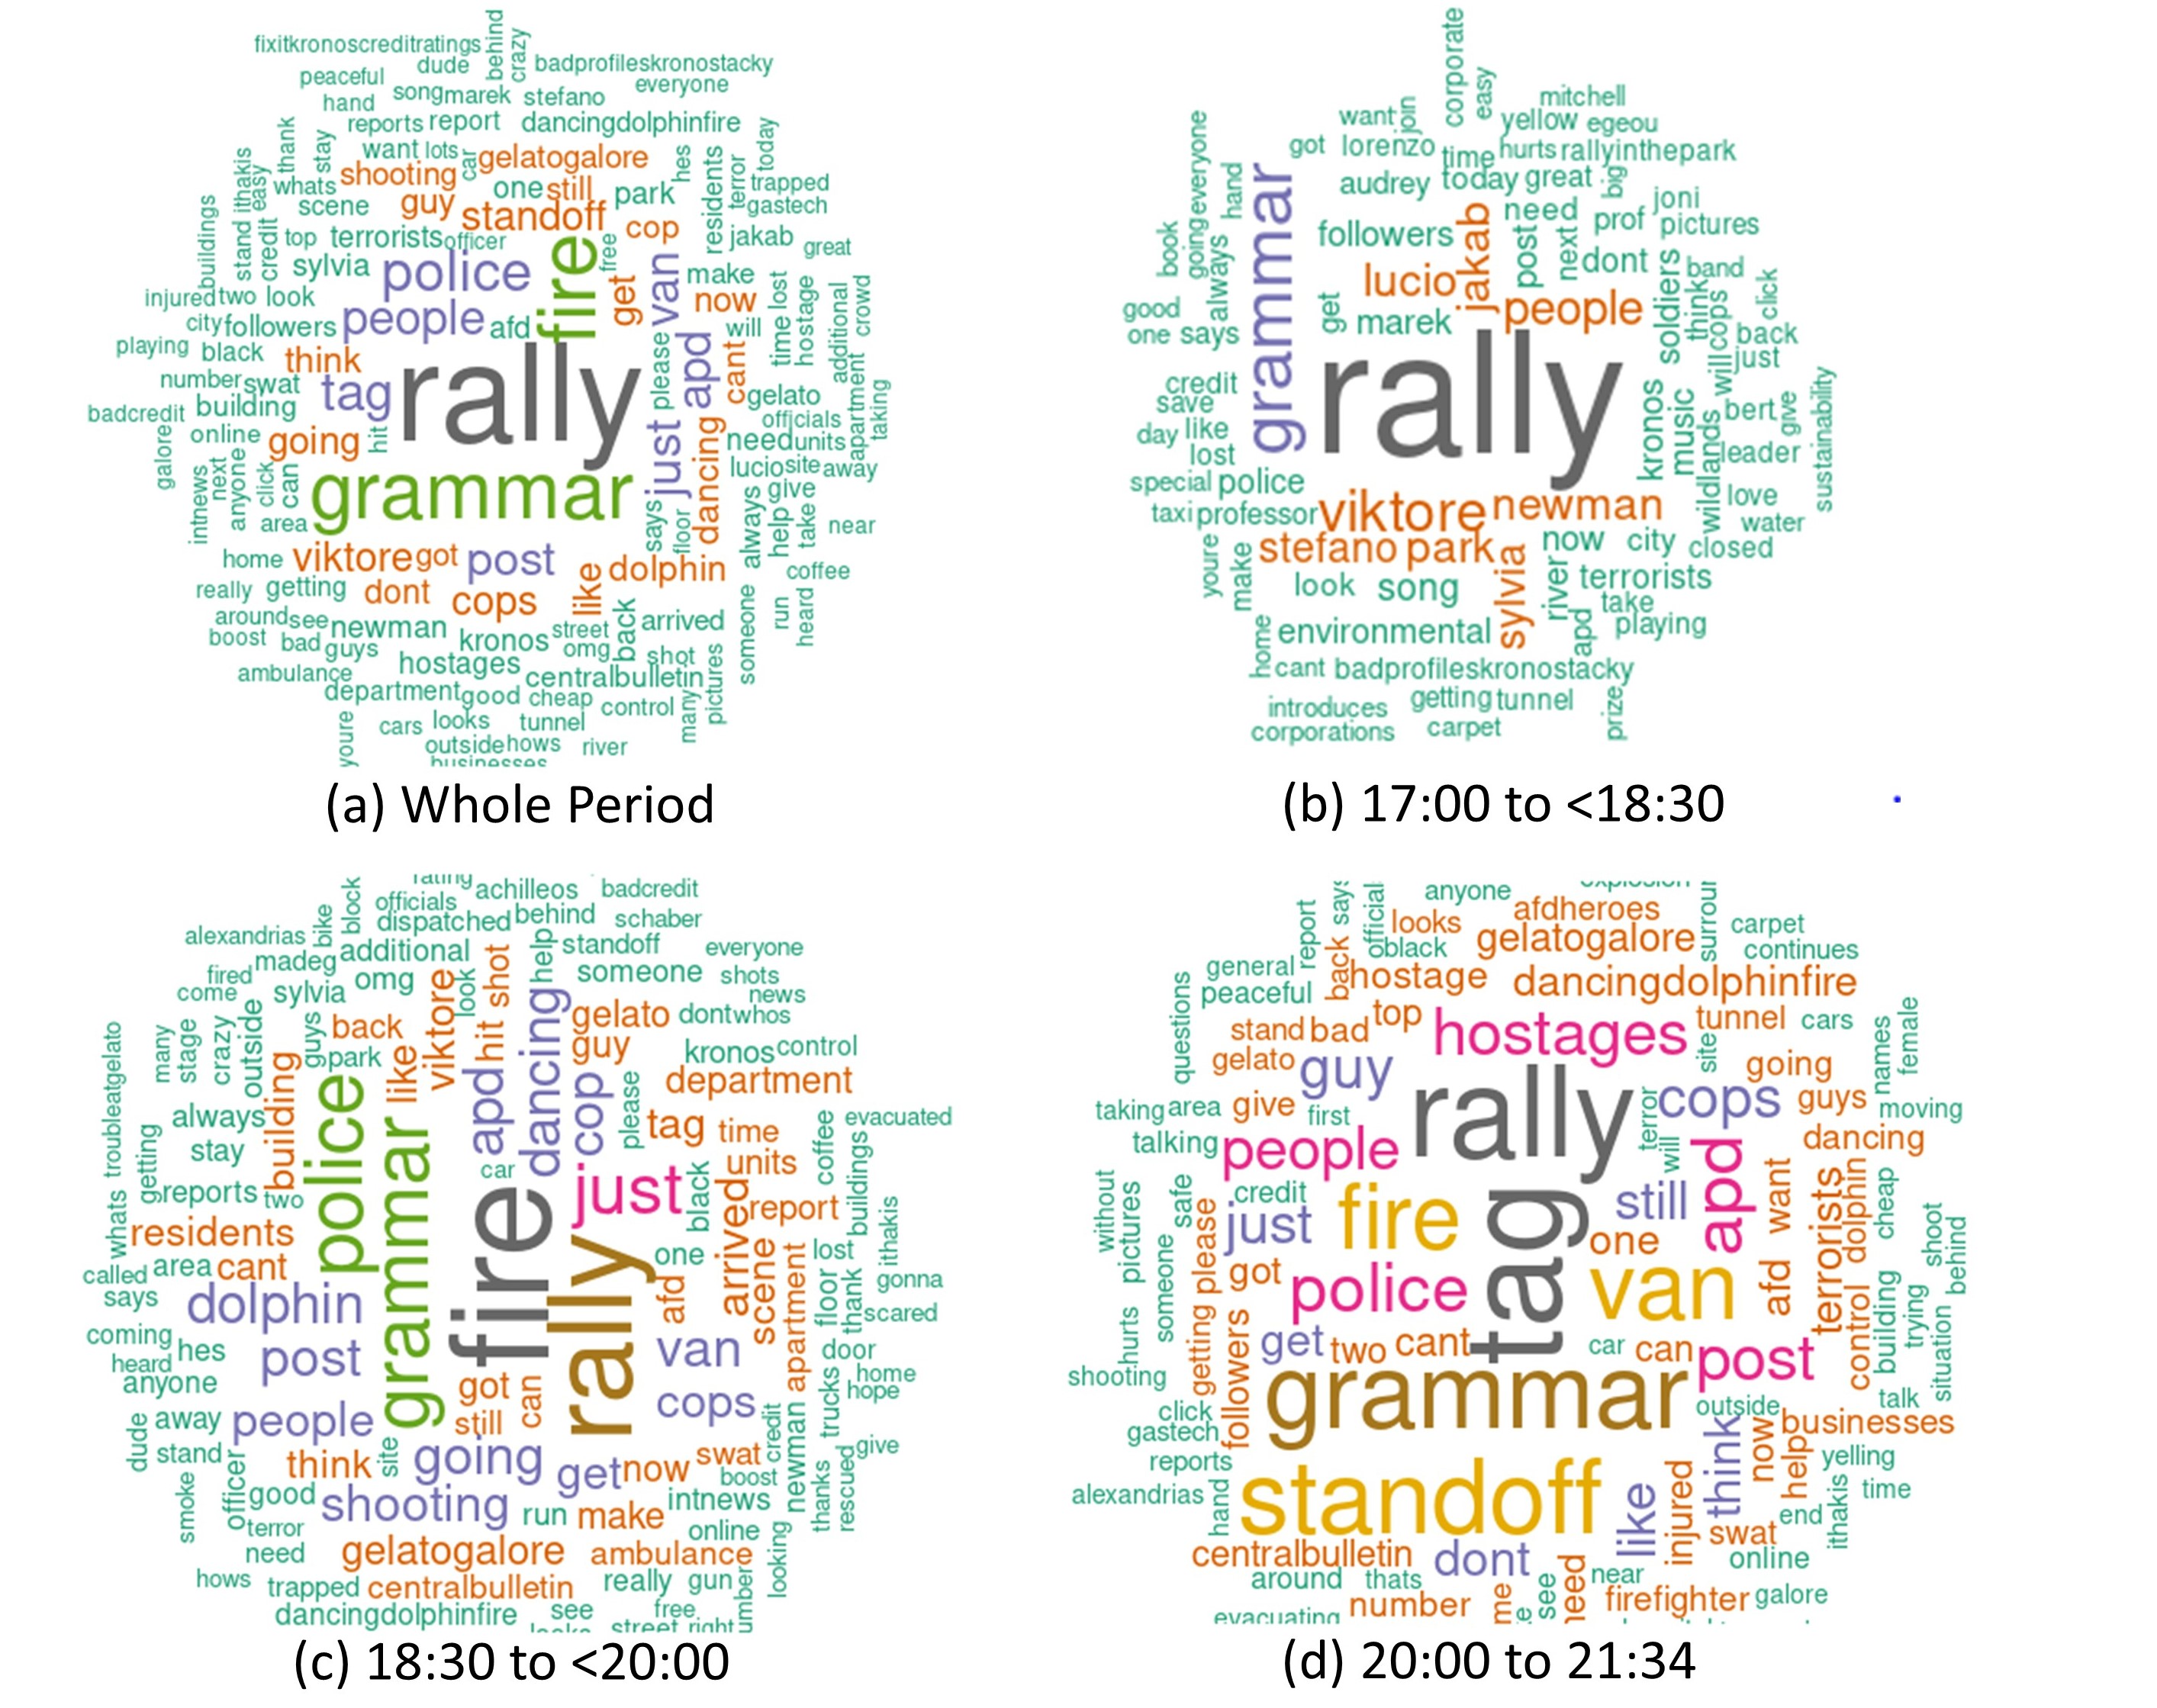 fixitkronoscreditratings behind crazy
dude badprofileskronostacky
peaceful everyone
hand songmarek stefano
reports report dancingdolphinfire today
thank stay want lots car gelatogalore hes residents terror
ithakis easy whats shooting one still park trapped
scene guy standoff cop gastech
buildings stand credit top terrorists officer fire free jakab great
sylvia police get van make
injured two look people afd now time lost hostage additional crowd
city followers will
playing black think rally please apd cant
number swat tag gelato apartment taking
badcredit building officials
galore online going hit just dancing need units
intnews next anyone click can grammar lucio site away
area says floor always help give take near
home viktore got post like dolphin coffee
really getting dont cops back someone run heard
around see newman kronos street arrived
boost bad guys omg shot
ambulance hostages centralbulletin pictures
department good cheap control many
youre cars looks tunnel
outside hows river
businesses
(a) Whole Period
corporate easy
want join mitchell
everyone got lorenzo yellow egeou
time hurts rallyinthepark
hand audrey today great big joni
book going always grammar jakab need prof pictures
followers post next dont
lucio soldiers think band click
good get marek people cops back
one says rally will just
credit kronos music bert give sustainability
save
day like wildlands leader
lost
special police love
taxi professor viktore newman water
youre make stefano park sylvia now city closed
look song river terrorists
take
home environmental apd playing
cant badprofileskronostacky
introduces getting tunnel prize
corporations carpet
(b) 17:00 to <18:30
rating achilleos badcredit
block officials
bike dispatched behind schaber
alexandrias additional help standoff everyone
madeg shot
fired omg look someone shots
come sylvia viktore dancing news
many stage crazy outside guys back hit gelato dont whos
troubleatgelato park like apd guy kronos control
building police cop please department
always tag time coffee evacuated
getting stay car just units buildings
whats reports two grammar fire black arrived report ithakis
residents rally one lost
called area cant afd scene apartment floor thank gonna
says dolphin scared
coming post van door
heard hes home
anyone got can cops trucks hope
dude away people still credit newman
stand think site going get now swat give
smoke officer good shooting run make boost thanks rescued
terror intnews
need gelatogalore ambulance online looking
hows trapped centralbulletin really gun
dancingdolphinfire see free
looks street right
(c) 18:30 to <20:00
says official anyone explosion
report back looks afdheroes carpet
black gelatogalore continues
general hostage dancingdolphinfire
questions peaceful
stand bad top hostages tunnel cars
gelato guy site going names female
taking area give first rally terror cops guys moving
talking people will apd dancing
without pictures safe credit just fire tag still want terrorists dolphin cheap
please one shoot behind
someone got police van afd control building trying situation
hurts getting get two cant car can post
shooting followers grammar outside talk
click think now businesses
gastech help yelling
reports standoff like injured time
alexandrias hand swat end ithakis
centralbulletin dont online
around thats see need near
evacuating number me firefighter galore
(d) 20:00 to 21:34